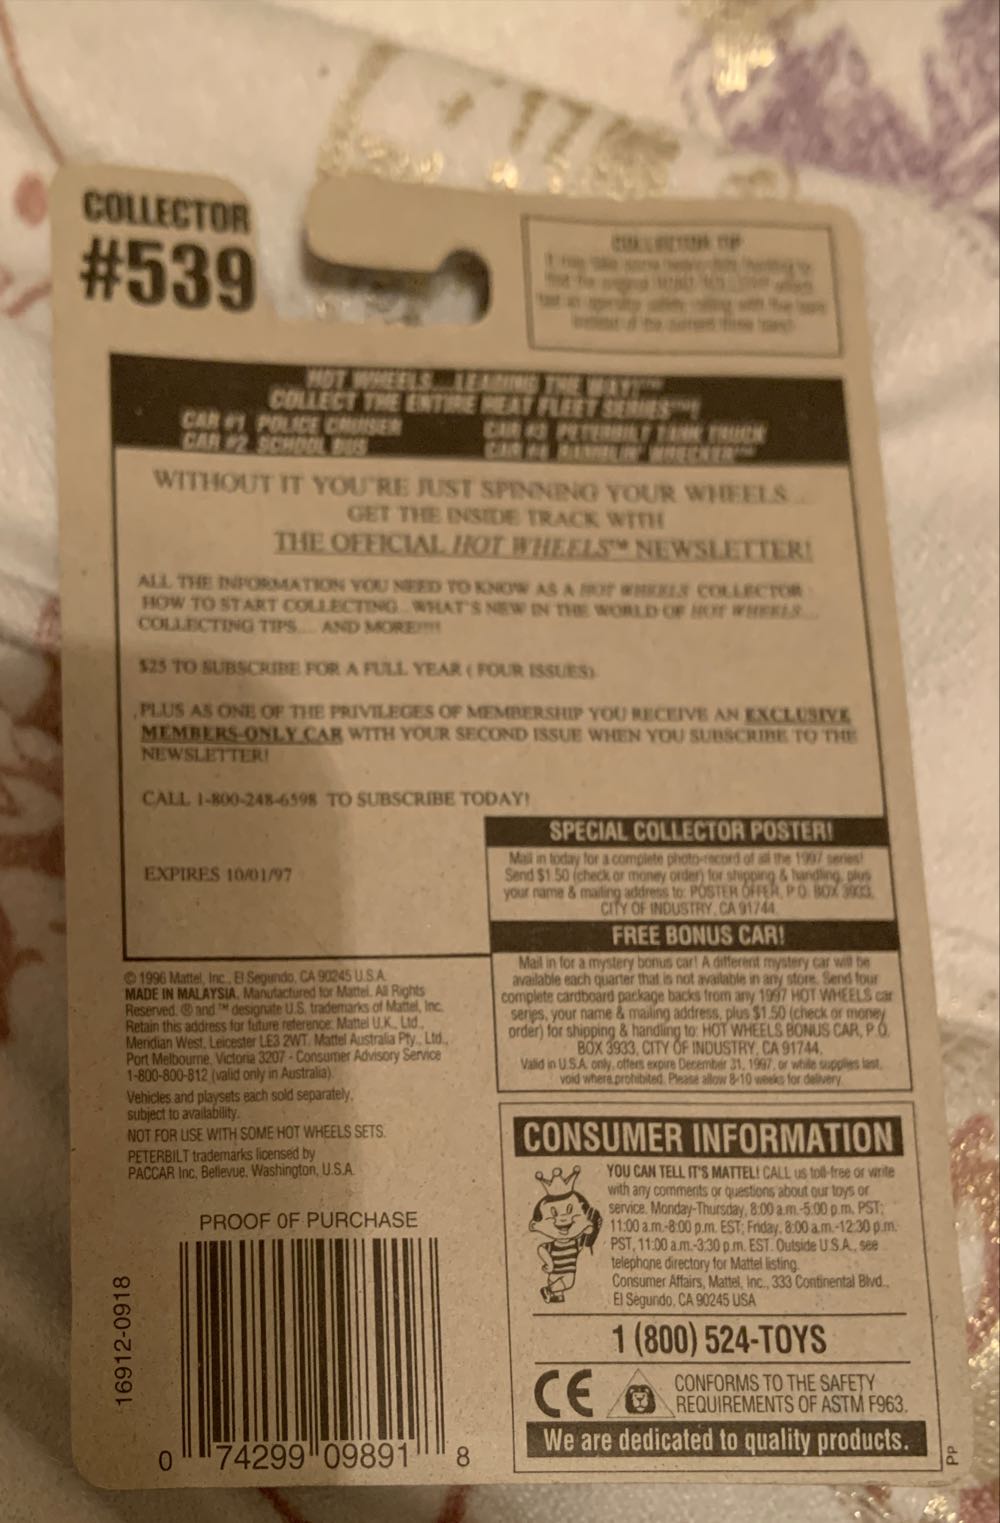 COLLECTOR
#539
COLLECTOR TIP
HOT WHEELS...LEADING THE WAY!™
COLLECT THE ENTIRE HEAT FLEET SERIES™!
CAR #1 POLICE CRUISER
CAR #2 SCHOOL BUS
CAR #3 PETERBILT TANK TRUCK
CAR #4 RAMBLIN' WRECKER™
WITHOUT IT YOU'RE JUST SPINNING YOUR WHEELS...
GET THE INSIDE TRACK WITH
THE OFFICIAL HOT WHEELS™ NEWSLETTER!
ALL THE INFORMATION YOU NEED TO KNOW AS A HOT WHEELS COLLECTOR:
HOW TO START COLLECTING...WHAT'S NEW IN THE WORLD OF HOT WHEELS...
COLLECTING TIPS.... AND MORE!!!!
$25 TO SUBSCRIBE FOR A FULL YEAR ( FOUR ISSUES).
PLUS AS ONE OF THE PRIVILEGES OF MEMBERSHIP YOU RECEIVE AN EXCLUSIVE
MEMBERS-ONLY CAR WITH YOUR SECOND ISSUE WHEN YOU SUBSCRIBE TO THE
NEWSLETTER!
CALL 1-800-248-6598 TO SUBSCRIBE TODAY!
EXPIRES 10/01/97
SPECIAL COLLECTOR POSTER!
Mail in today for a complete photo-record of all the 1997 series!
Send $1.50 (check or money order) for shipping & handling, plus
your name & mailing address to: POSTER OFFER, P.O. BOX 3933,
CITY OF INDUSTRY, CA 91744.
FREE BONUS CAR!
Mail in for a mystery bonus car! A different mystery car will be
available each quarter that is not available in any store. Send four
complete cardboard package backs from any 1997 HOT WHEELS car
series, your name & mailing address, plus $1.50 (check or money
order) for shipping & handling to: HOT WHEELS BONUS CAR, P.O.
BOX 3933, CITY OF INDUSTRY, CA 91744.
Valid in U.S.A. only, offers expire December 31, 1997, or while supplies last,
void where prohibited. Please allow 8-10 weeks for delivery.
© 1996 Mattel, Inc., El Segundo, CA 90245 U.S.A.
MADE IN MALAYSIA. Manufactured for Mattel. All Rights
Reserved. ® and ™ designate U.S. trademarks of Mattel, Inc.
Retain this address for future reference: Mattel U.K., Ltd.,
Meridian West, Leicester LE3 2WT. Mattel Australia Pty., Ltd.,
Port Melbourne, Victoria 3207 - Consumer Advisory Service
1-800-800-812 (valid only in Australia).
Vehicles and playsets each sold separately,
subject to availability.
NOT FOR USE WITH SOME HOT WHEELS SETS.
PETERBILT trademarks licensed by
PACCAR Inc, Bellevue, Washington, U.S.A.
PROOF OF PURCHASE
16912-0918
0 74299 09891 8
CONSUMER INFORMATION
YOU CAN TELL IT'S MATTEL! CALL us toll-free or write
with any comments or questions about our toys or
service. Monday-Thursday, 8:00 a.m.-5:00 p.m. PST;
11:00 a.m.-8:00 p.m. EST; Friday, 8:00 a.m.-12:30 p.m.
PST, 11:00 a.m.-3:30 p.m. EST. Outside U.S.A., see
telephone directory for Mattel listing.
Consumer Affairs, Mattel, Inc., 333 Continental Blvd.,
El Segundo, CA 90245 USA
1 (800) 524-TOYS
CE
CONFORMS TO THE SAFETY
REQUIREMENTS OF ASTM F963.
We are dedicated to quality products.
PP